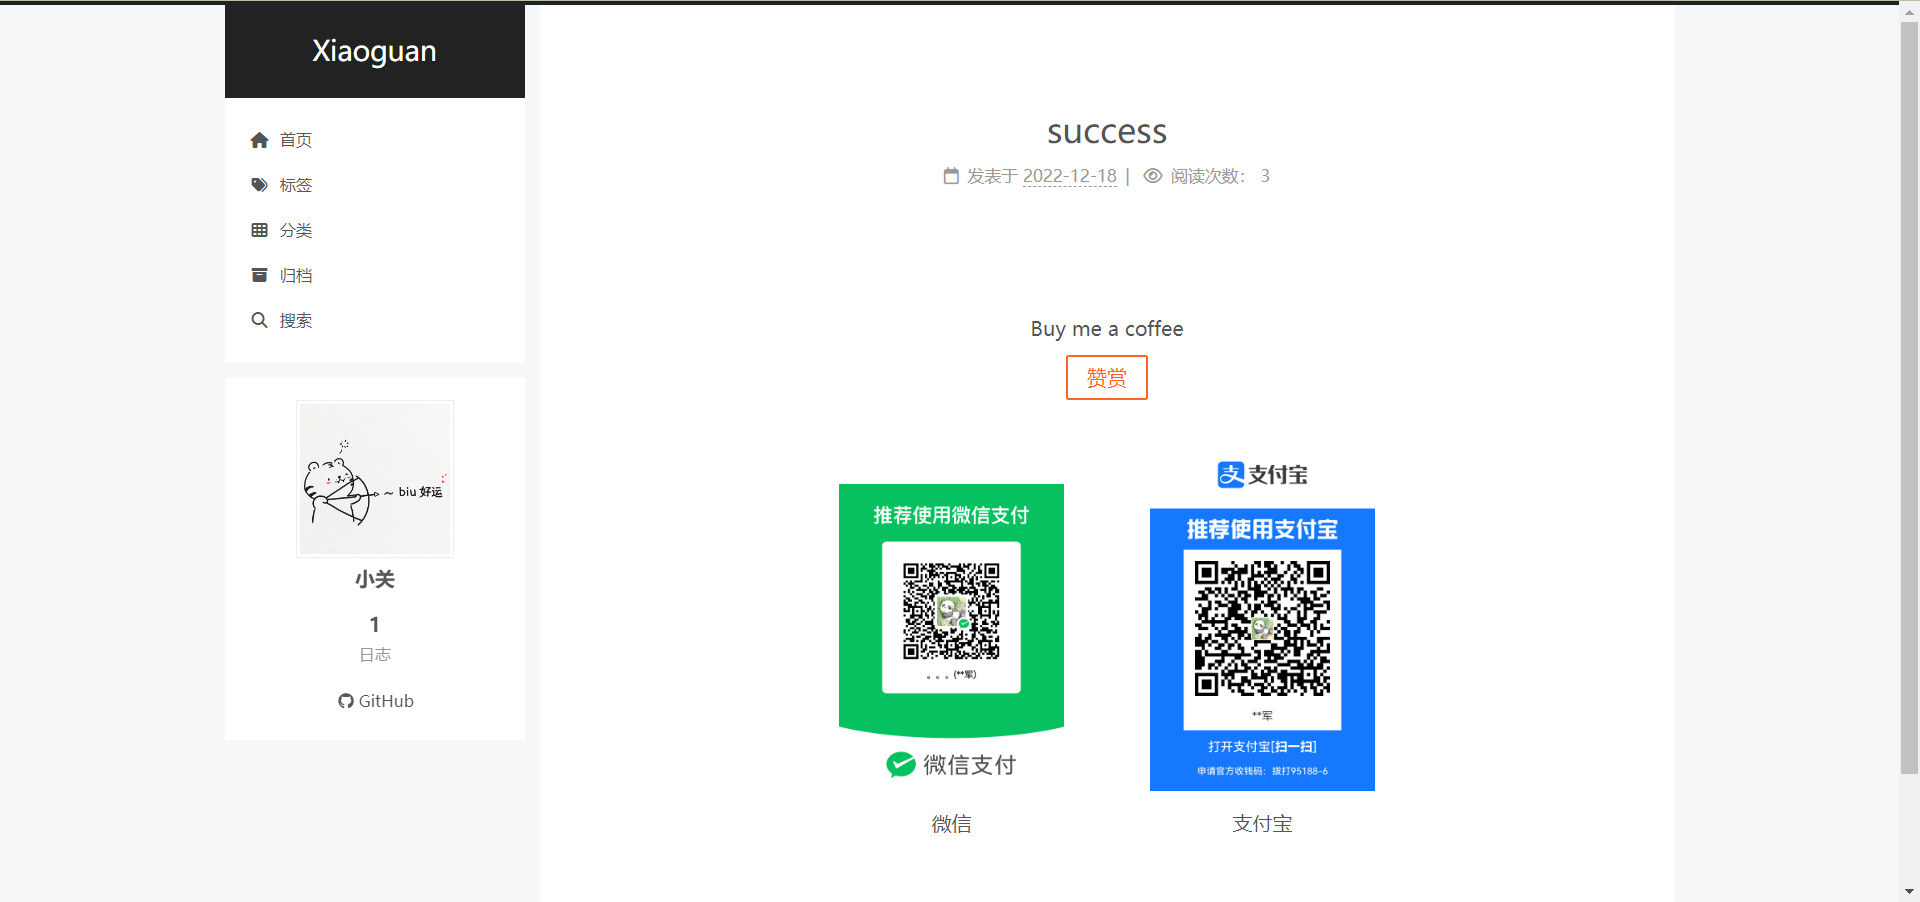 Xiaoguan
首页
标签
分类
归档
搜索
~ biu 好运
小关
1
日志
GitHub
success
发表于 2022-12-18 | 阅读次数： 3
Buy me a coffee
赞赏
推荐使用微信支付
。。。(**军)
微信支付
微信
支付宝
推荐使用支付宝
**军
打开支付宝[扫一扫]
申请官方收钱码：拨打95188-6
支付宝